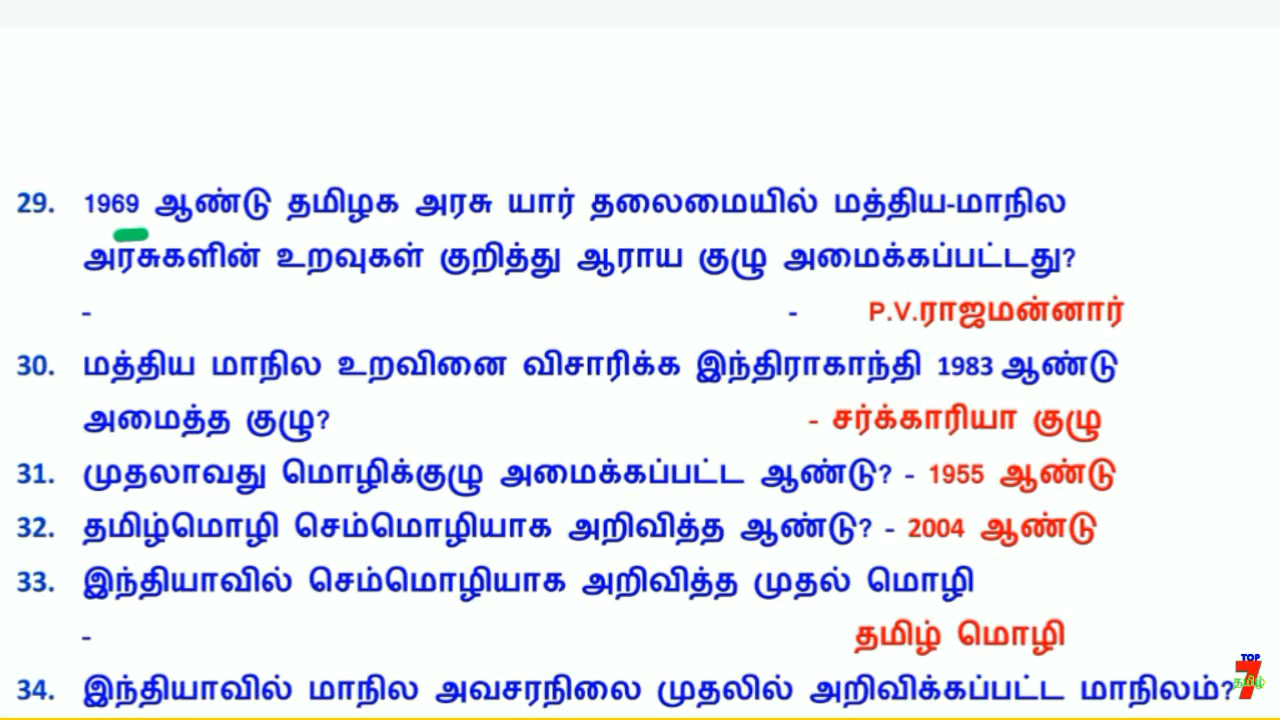 29. 1969 ஆண்டு தமிழக அரசு யார் தலைமையில் மத்திய-மாநில
அரசுகளின் உறவுகள் குறித்து ஆராய குழு அமைக்கப்பட்டது?
- - P.V.ராஜமன்னார்
30. மத்திய மாநில உறவினை விசாரிக்க இந்திராகாந்தி 1983 ஆண்டு
அமைத்த குழு? - சர்க்காரியா குழு
31. முதலாவது மொழிக்குழு அமைக்கப்பட்ட ஆண்டு? - 1955 ஆண்டு
32. தமிழ்மொழி செம்மொழியாக அறிவித்த ஆண்டு? - 2004 ஆண்டு
33. இந்தியாவில் செம்மொழியாக அறிவித்த முதல் மொழி
- தமிழ் மொழி
34. இந்தியாவில் மாநில அவசரநிலை முதலில் அறிவிக்கப்பட்ட மாநிலம்?
TOP
7
தமிழ்